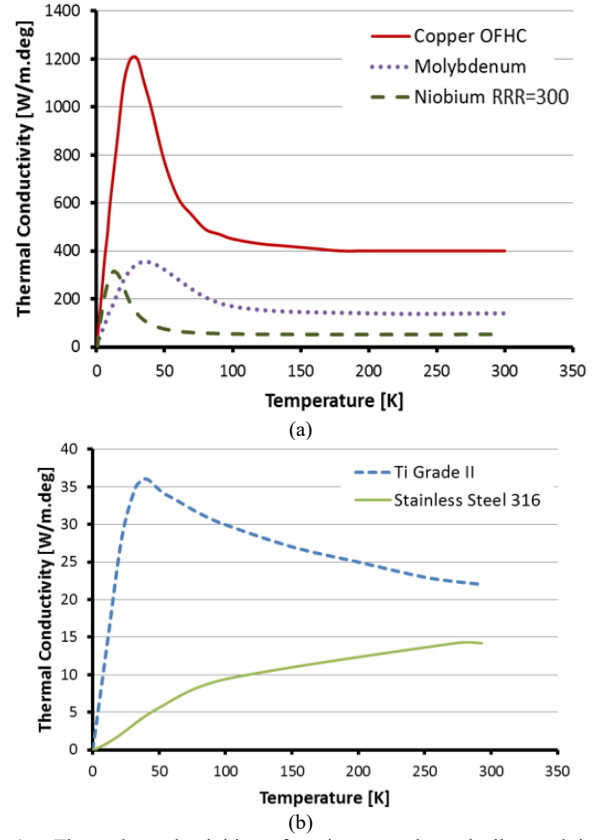 1400
1200
1000
800
600
400
200
0
Thermal Conductivity [W/m.deg]
Copper OFHC
Molybdenum
Niobium RRR=300
0 50 100 150 200 250 300 350
Temperature [K]
(a)
40
35
30
25
20
15
10
5
0
Thermal Conductivity [W/m.deg]
Ti Grade II
Stainless Steel 316
0 50 100 150 200 250 300 350
Temperature [K]
(b)